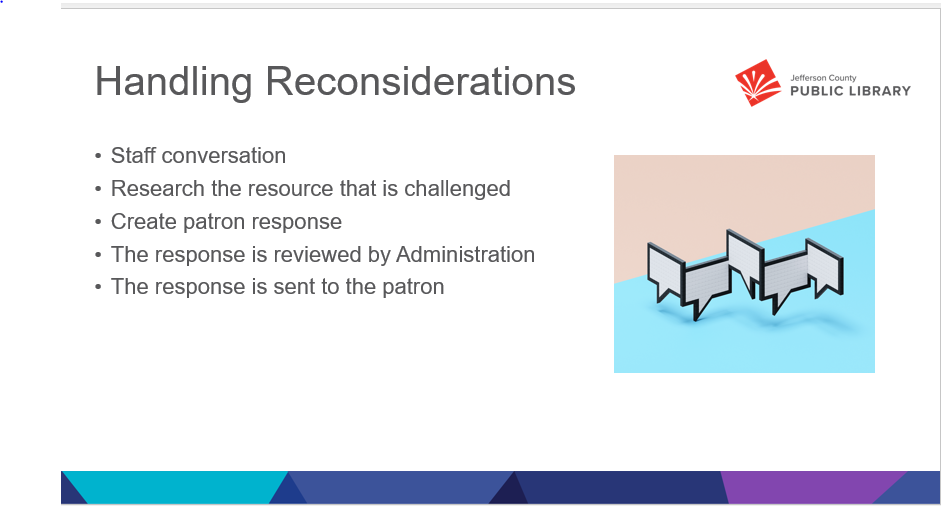 Handling Reconsiderations
Jefferson County
PUBLIC LIBRARY
• Staff conversation
• Research the resource that is challenged
• Create patron response
• The response is reviewed by Administration
• The response is sent to the patron